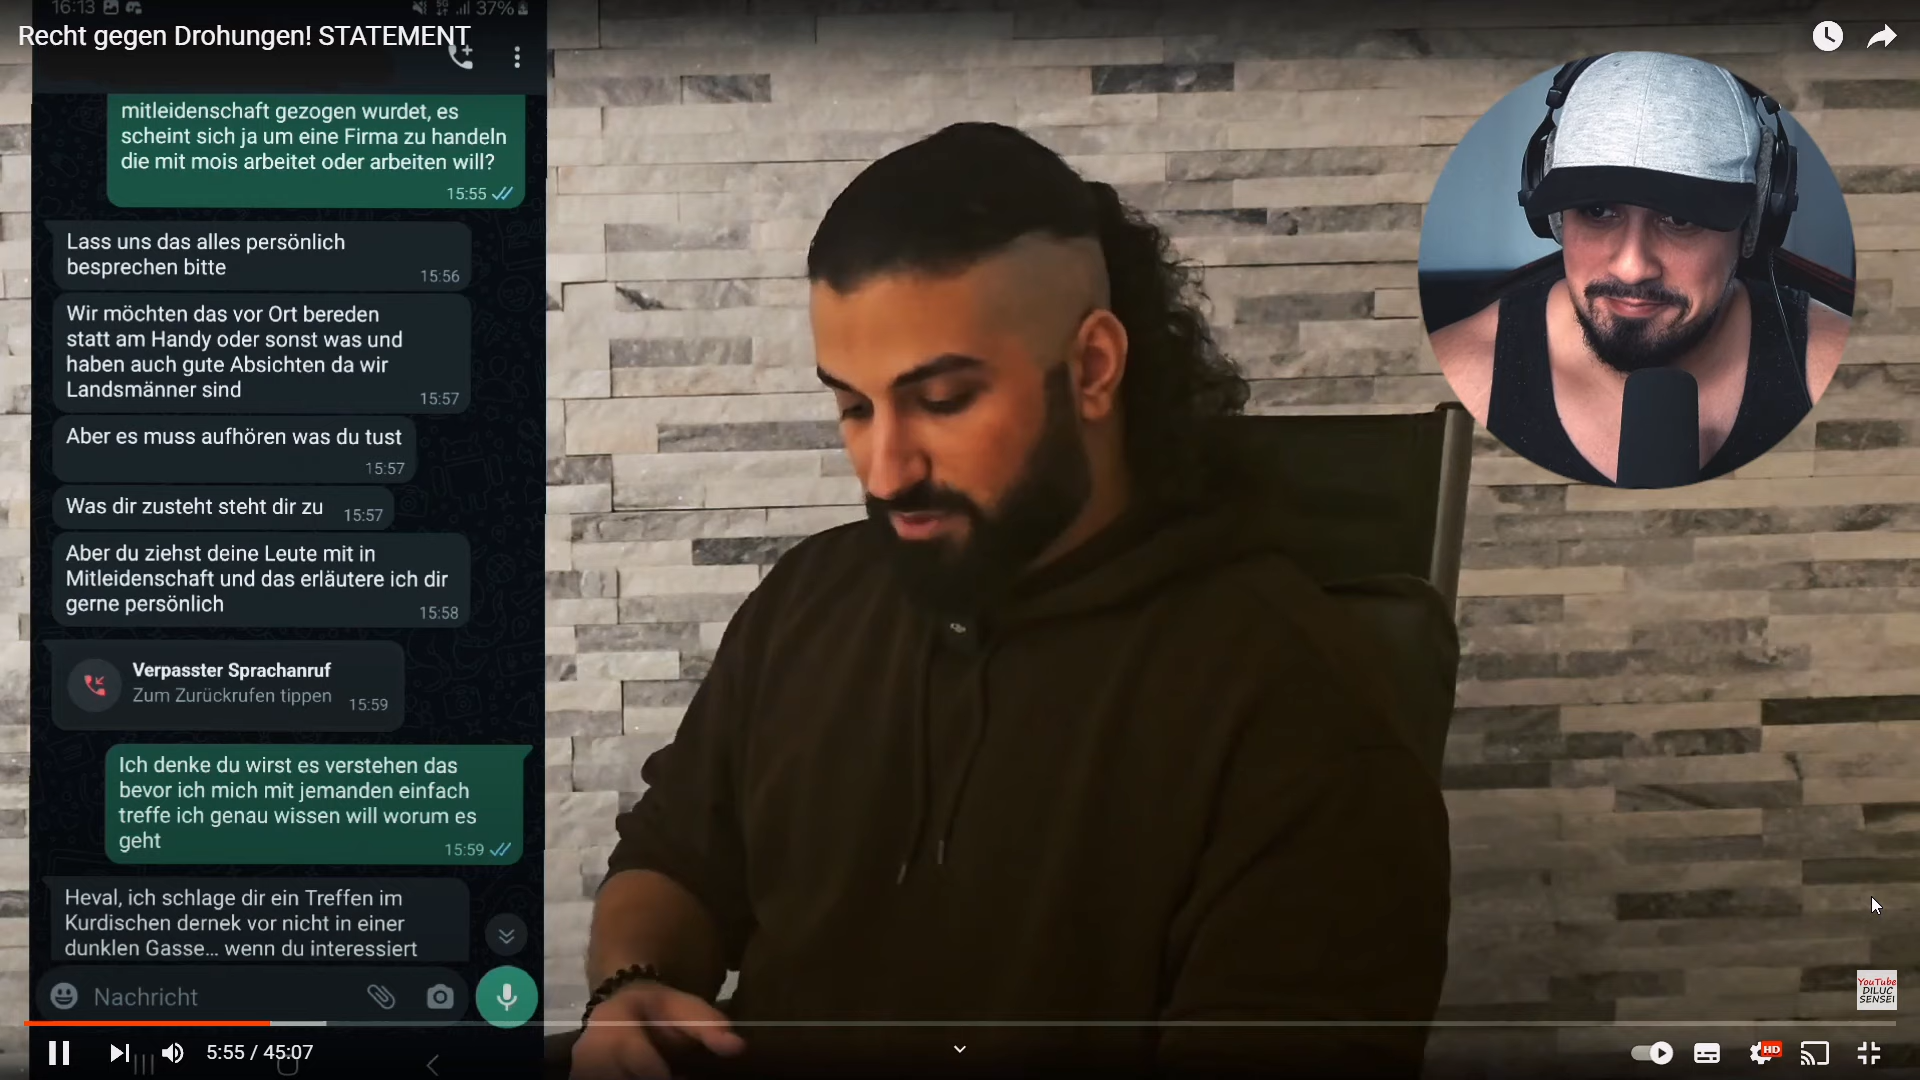 16:13
37%
Recht gegen Drohungen! STATEMENT
mitleidenschaft gezogen wurdet, es
scheint sich ja um eine Firma zu handeln
die mit mois arbeitet oder arbeiten will?
15:55
Lass uns das alles persönlich
besprechen bitte
15:56
Wir möchten das vor Ort bereden
statt am Handy oder sonst was und
haben auch gute Absichten da wir
Landsmänner sind
15:57
Aber es muss aufhören was du tust
15:57
Was dir zusteht steht dir zu
15:57
Aber du ziehst deine Leute mit in
Mitleidenschaft und das erläutere ich dir
gerne persönlich
15:58
Verpasster Sprachanruf
Zum Zurückrufen tippen
15:59
Ich denke du wirst es verstehen das
bevor ich mich mit jemanden einfach
treffe ich genau wissen will worum es
geht
15:59
Heval, ich schlage dir ein Treffen im
Kurdischen dernek vor nicht in einer
dunklen Gasse... wenn du interessiert
Nachricht
5:55 / 45:07
HD
YouTube
DILUC
SENSEI